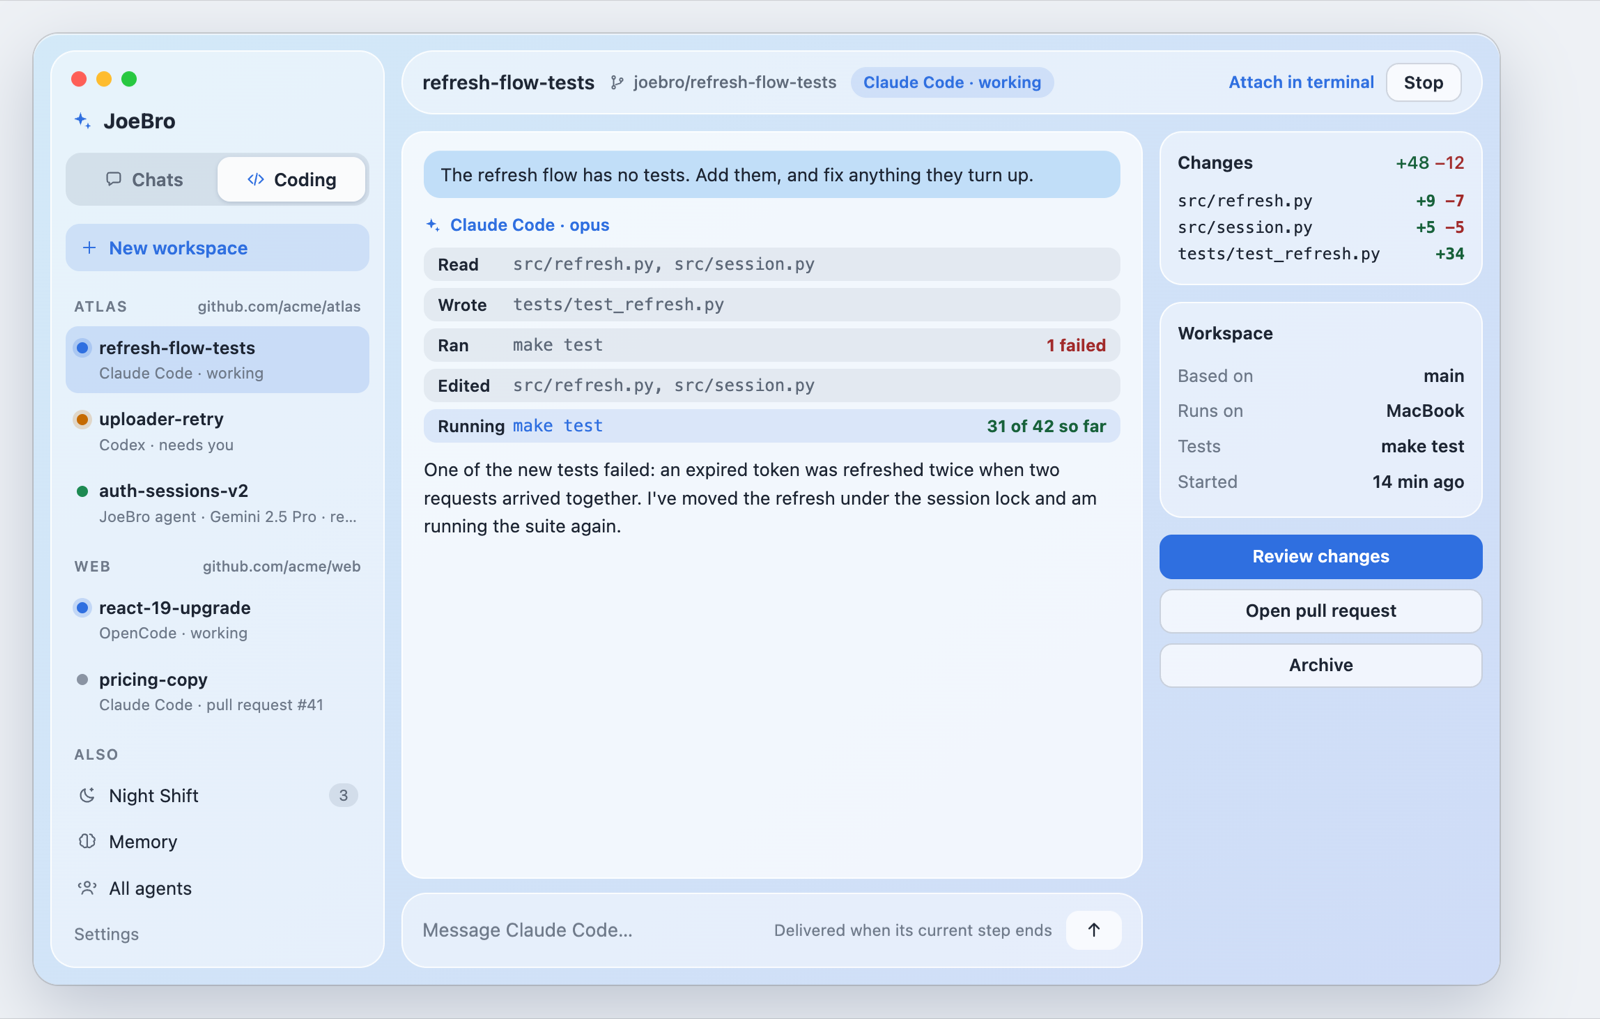 JoeBro
Chats
Coding
+ New workspace
ATLAS github.com/acme/atlas
refresh-flow-tests
Claude Code · working
uploader-retry
Codex · needs you
auth-sessions-v2
JoeBro agent · Gemini 2.5 Pro · re...
WEB github.com/acme/web
react-19-upgrade
OpenCode · working
pricing-copy
Claude Code · pull request #41
ALSO
Night Shift 3
Memory
All agents
Settings
refresh-flow-tests joebro/refresh-flow-tests Claude Code · working Attach in terminal Stop
The refresh flow has no tests. Add them, and fix anything they turn up.
Claude Code · opus
Read src/refresh.py, src/session.py
Wrote tests/test_refresh.py
Ran make test 1 failed
Edited src/refresh.py, src/session.py
Running make test 31 of 42 so far
One of the new tests failed: an expired token was refreshed twice when two
requests arrived together. I've moved the refresh under the session lock and am
running the suite again.
Message Claude Code... Delivered when its current step ends
Changes +48 −12
src/refresh.py +9 −7
src/session.py +5 −5
tests/test_refresh.py +34
Workspace
Based on main
Runs on MacBook
Tests make test
Started 14 min ago
Review changes
Open pull request
Archive